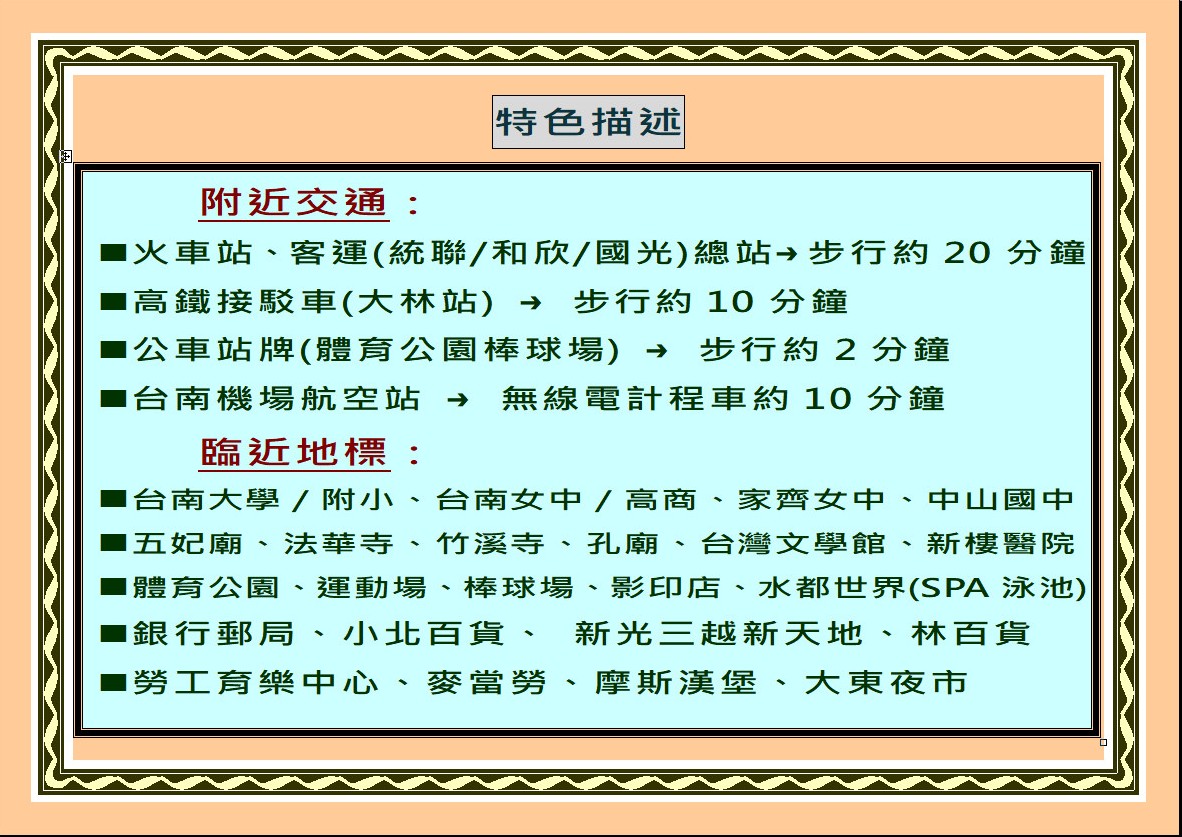 特色描述
附近交通：
■火車站、客運(統聯/和欣/國光)總站➔步行約 20 分鐘
■高鐵接駁車(大林站) ➔ 步行約 10 分鐘
■公車站牌(體育公園棒球場) ➔ 步行約 2 分鐘
■台南機場航空站 ➔ 無線電計程車約 10 分鐘
臨近地標：
■台南大學 / 附小、台南女中 / 高商、家齊女中、中山國中
■五妃廟、法華寺、竹溪寺、孔廟、台灣文學館、新樓醫院
■體育公園、運動場、棒球場、影印店、水都世界(SPA 泳池)
■銀行郵局、小北百貨、 新光三越新天地、林百貨
■勞工育樂中心、麥當勞、摩斯漢堡、大東夜市